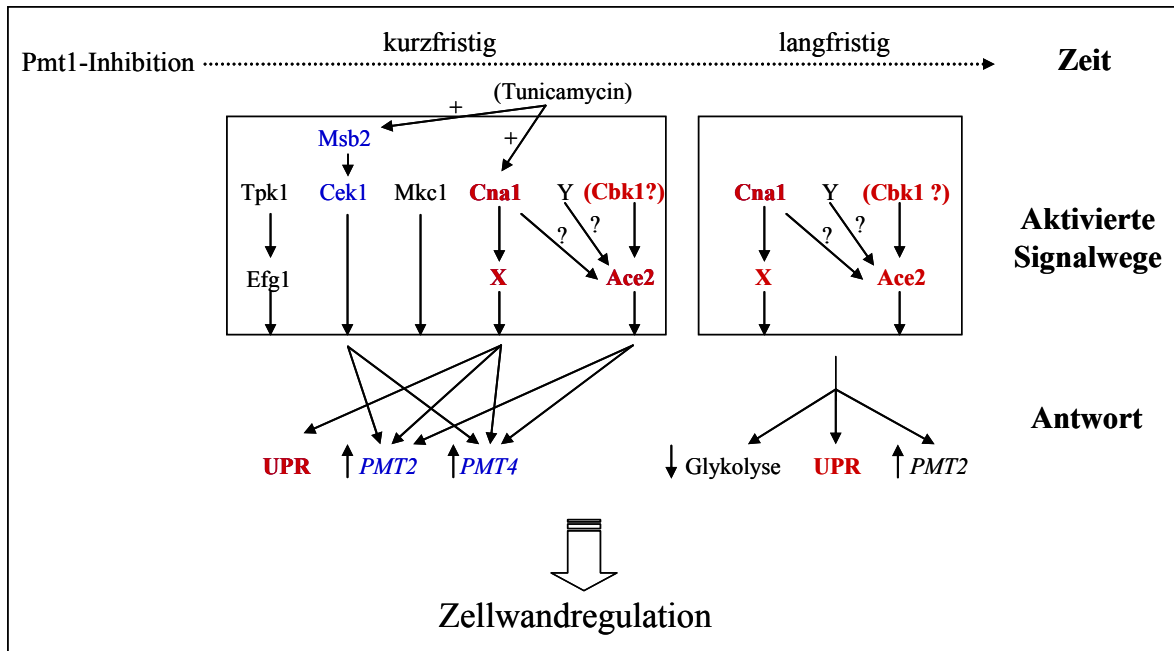 kurzfristig
langfristig
Pmt1-Inhibition
Zeit
(Tunicamycin)
+
+
Msb2
Tpk1
Cek1
Mkc1
Cna1
Y
(Cbk1?)
?
?
Efg1
X
Ace2
Cna1
Y
(Cbk1 ?)
?
?
X
Ace2
Aktivierte
Signalwege
Antwort
UPR
PMT2
PMT4
Glykolyse
UPR
PMT2
Zellwandregulation